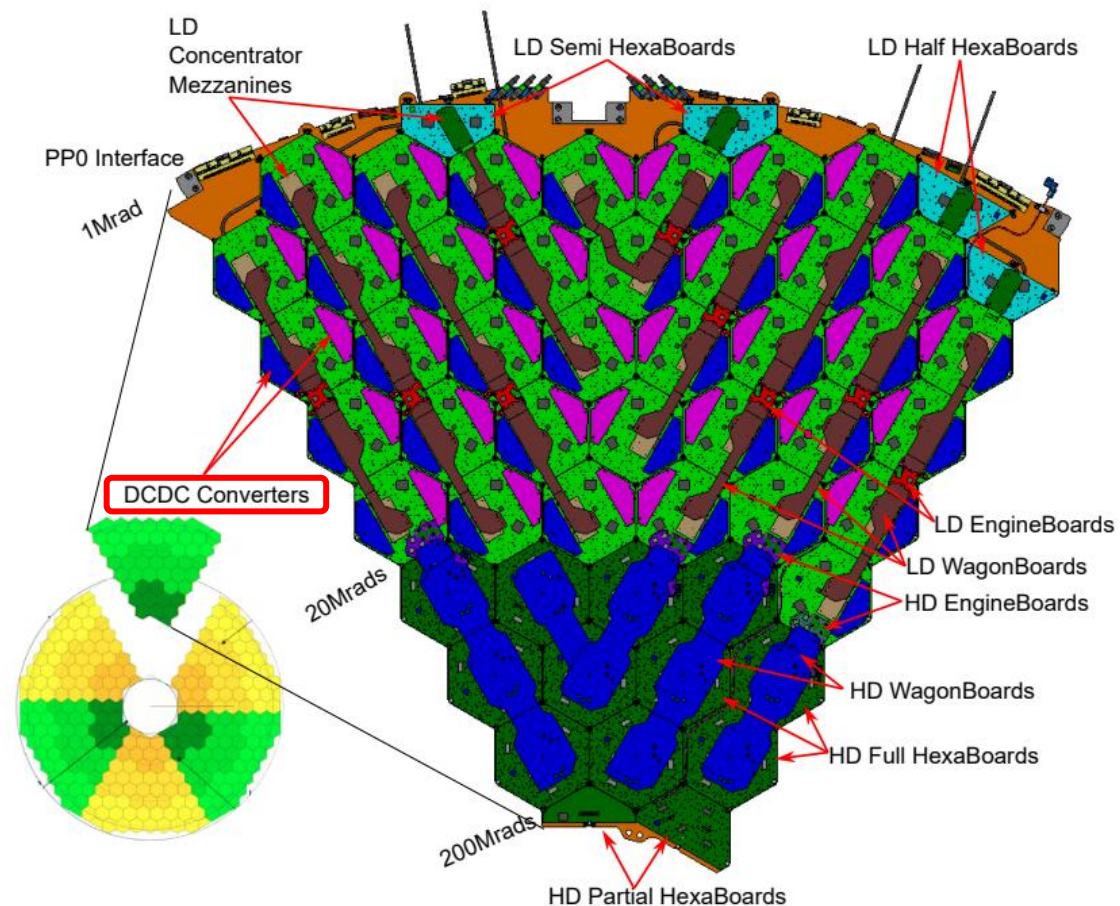 LD
Concentrator
Mezzanines
LD Semi HexaBoards
LD Half HexaBoards
PP0 Interface
1Mrad
DCDC Converters
LD EngineBoards
LD WagonBoards
20Mrads
HD EngineBoards
HD WagonBoards
HD Full HexaBoards
200Mrads
HD Partial HexaBoards